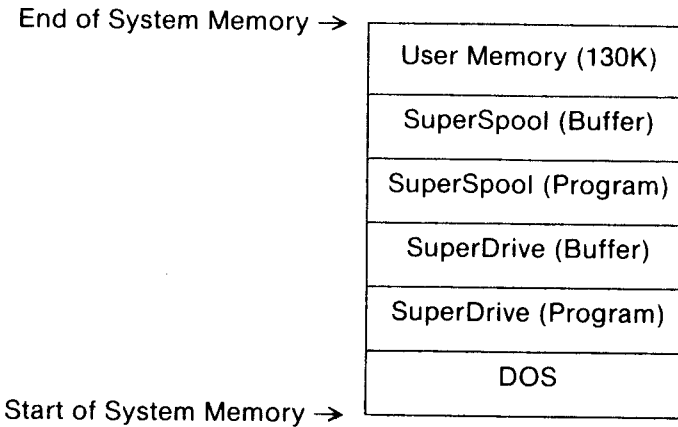 End of System Memory →
User Memory (130K)
SuperSpool (Buffer)
SuperSpool (Program)
SuperDrive (Buffer)
SuperDrive (Program)
DOS
Start of System Memory →